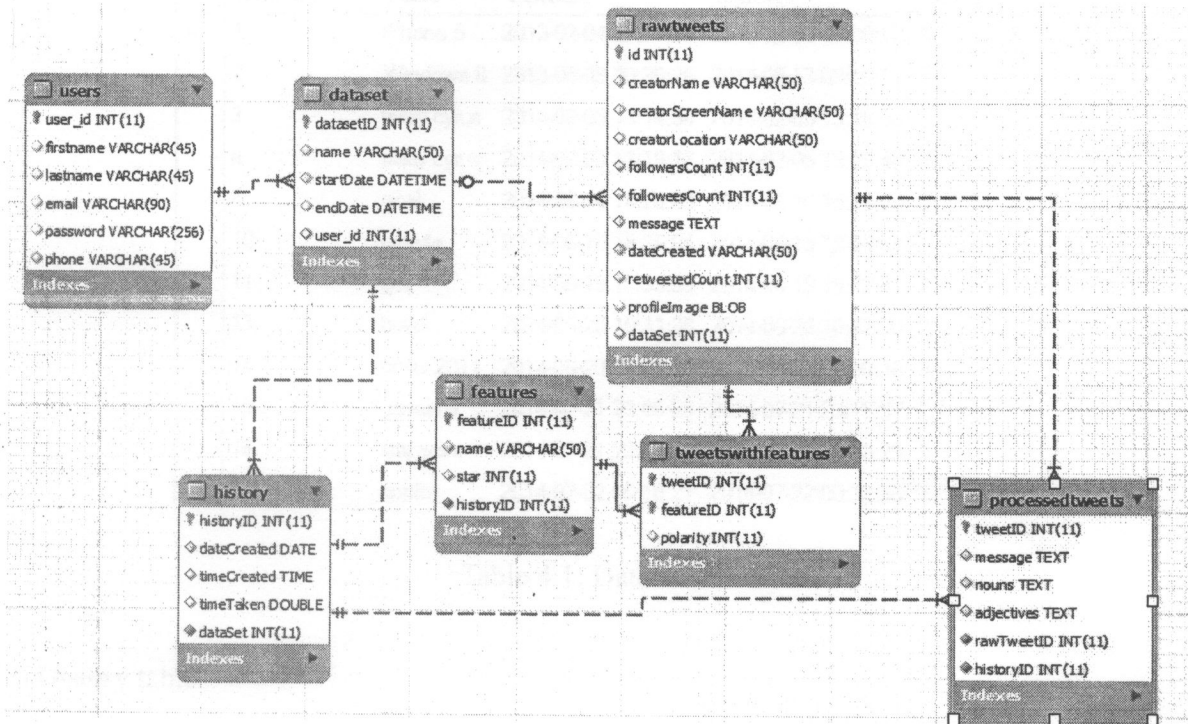 users
user_id INT(11)
firstname VARCHAR(45)
lastname VARCHAR(45)
email VARCHAR(90)
password VARCHAR(256)
phone VARCHAR(45)
Indexes
dataset
datasetID INT(11)
name VARCHAR(50)
startDate DATETIME
endDate DATETIME
user_id INT(11)
Indexes
rawtweets
id INT(11)
creatorName VARCHAR(50)
creatorScreenName VARCHAR(50)
creatorLocation VARCHAR(50)
followersCount INT(11)
followeesCount INT(11)
message TEXT
dateCreated VARCHAR(50)
retweetedCount INT(11)
profileImage BLOB
dataSet INT(11)
Indexes
features
featureID INT(11)
name VARCHAR(50)
star INT(11)
historyID INT(11)
Indexes
tweetswithfeatures
tweetID INT(11)
featureID INT(11)
polarity INT(11)
Indexes
history
historyID INT(11)
dateCreated DATE
timeCreated TIME
timeTaken DOUBLE
dataSet INT(11)
Indexes
processedtweets
tweetID INT(11)
message TEXT
nouns TEXT
adjectives TEXT
rawTweetID INT(11)
historyID INT(11)
Indexes